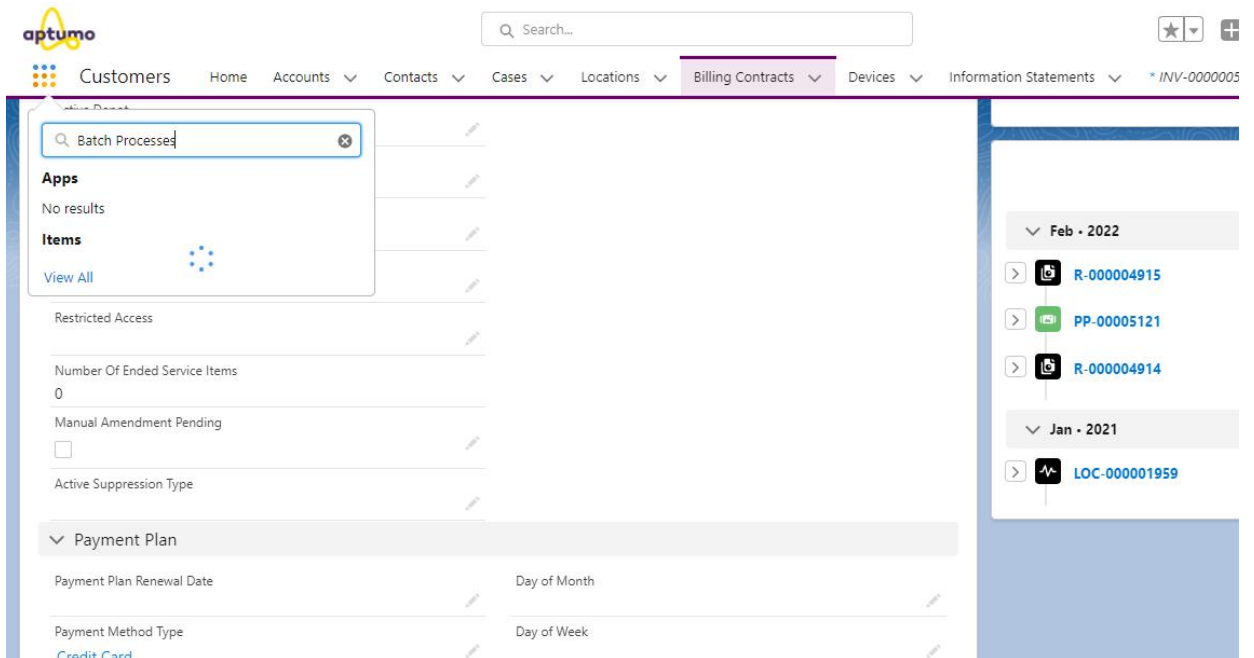 aptumo
Search...
Customers
Home
Accounts
Contacts
Cases
Locations
Billing Contracts
Devices
Information Statements
* INV-0000005
Batch Processes
Apps
No results
Items
View All
Restricted Access
Number Of Ended Service Items
0
Manual Amendment Pending
Active Suppression Type
Payment Plan
Payment Plan Renewal Date
Day of Month
Payment Method Type
Day of Week
Credit Card
Feb • 2022
R-000004915
PP-00005121
R-000004914
Jan • 2021
LOC-000001959